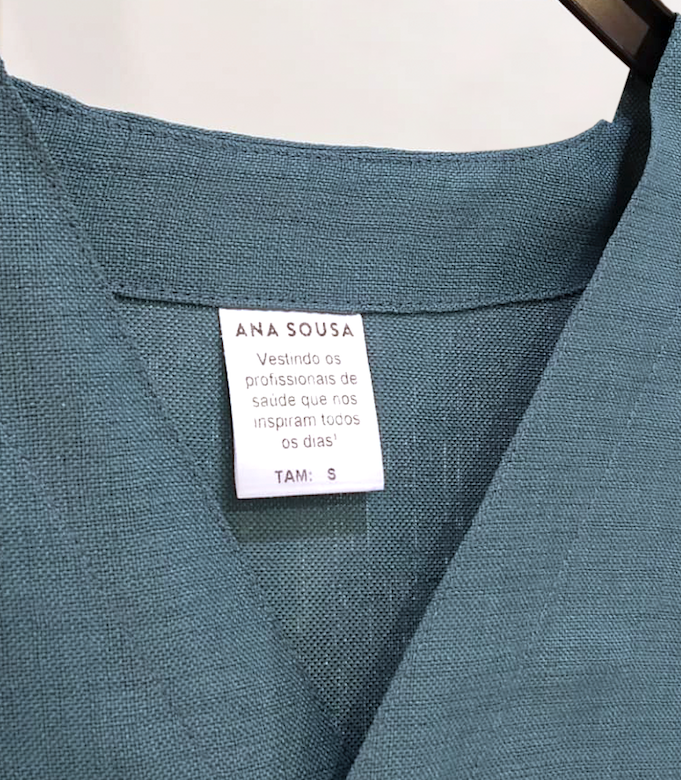 ANA SOUSA
Vestindo os
profissionais de
saúde que nos
inspiram todos
os dias!
TAM: S